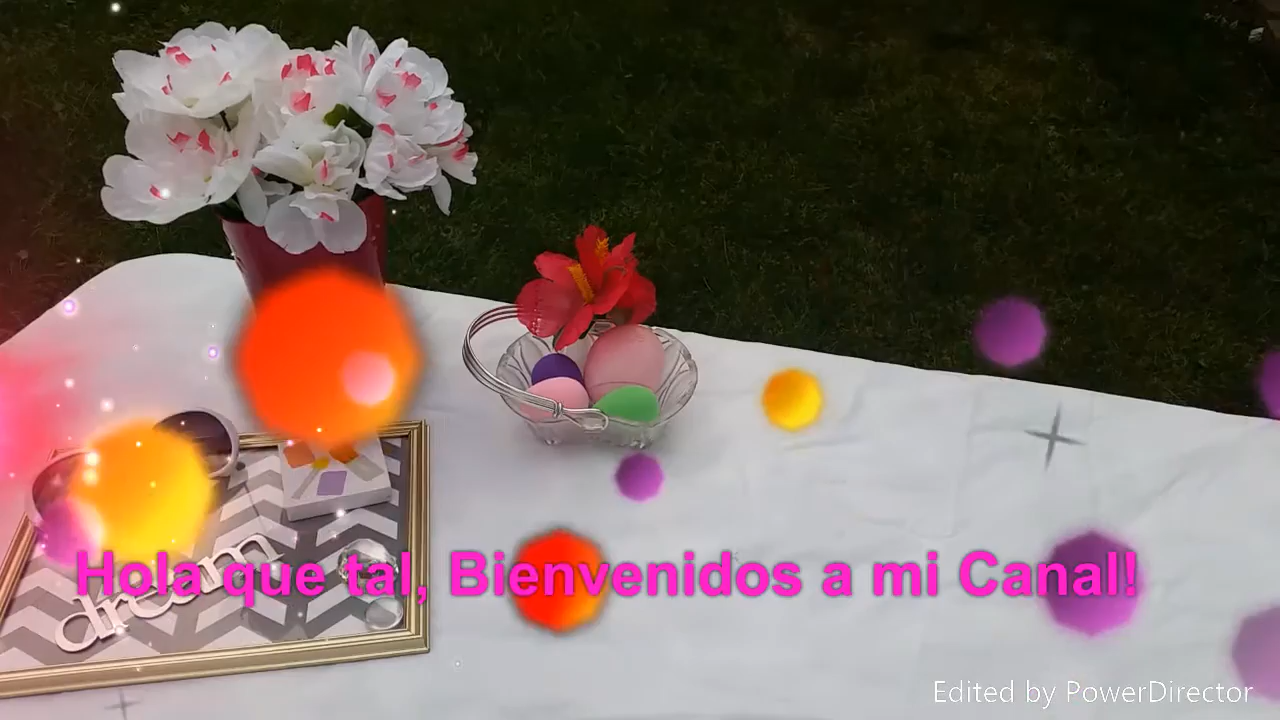 Hola que tal, Bienvenidos a mi Canal!
dream
Edited by PowerDirector